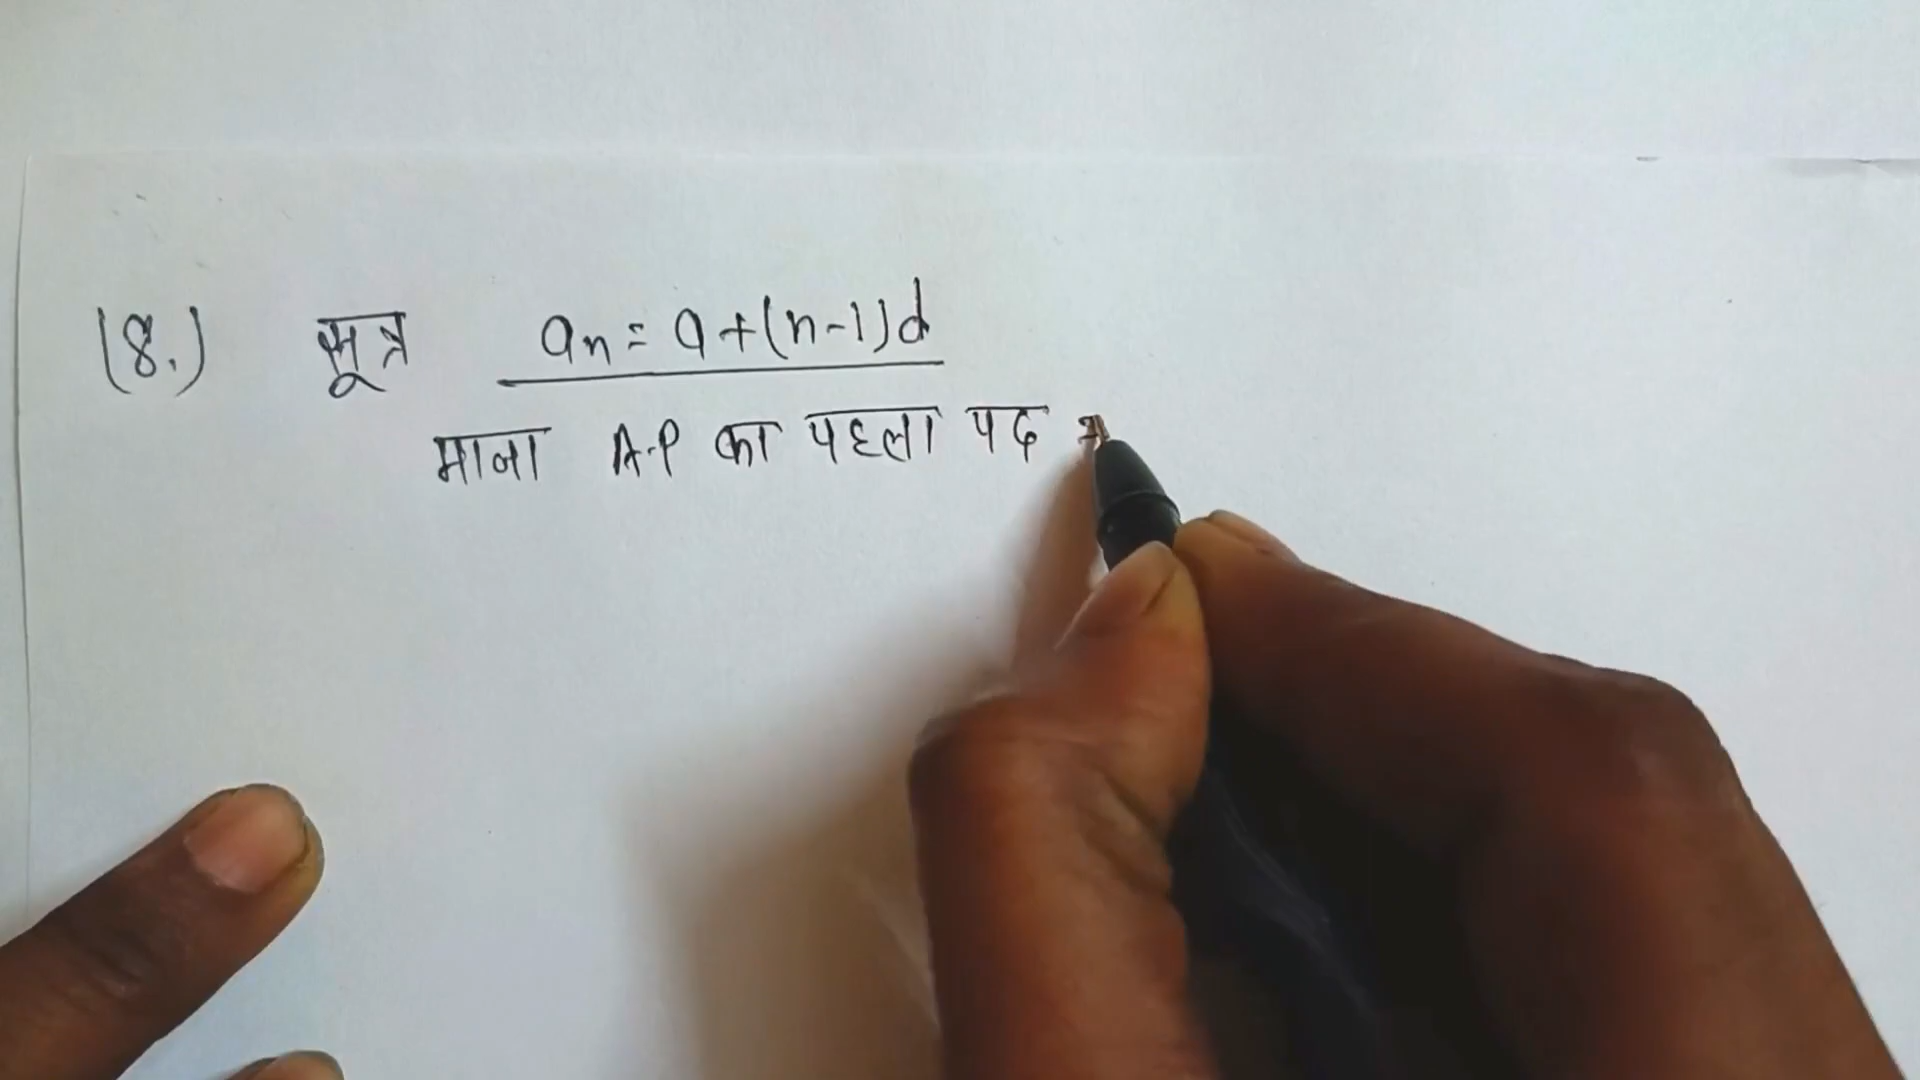 (8.) सूत्र an = a+(n-1)d
माना A.P का पहला पद =